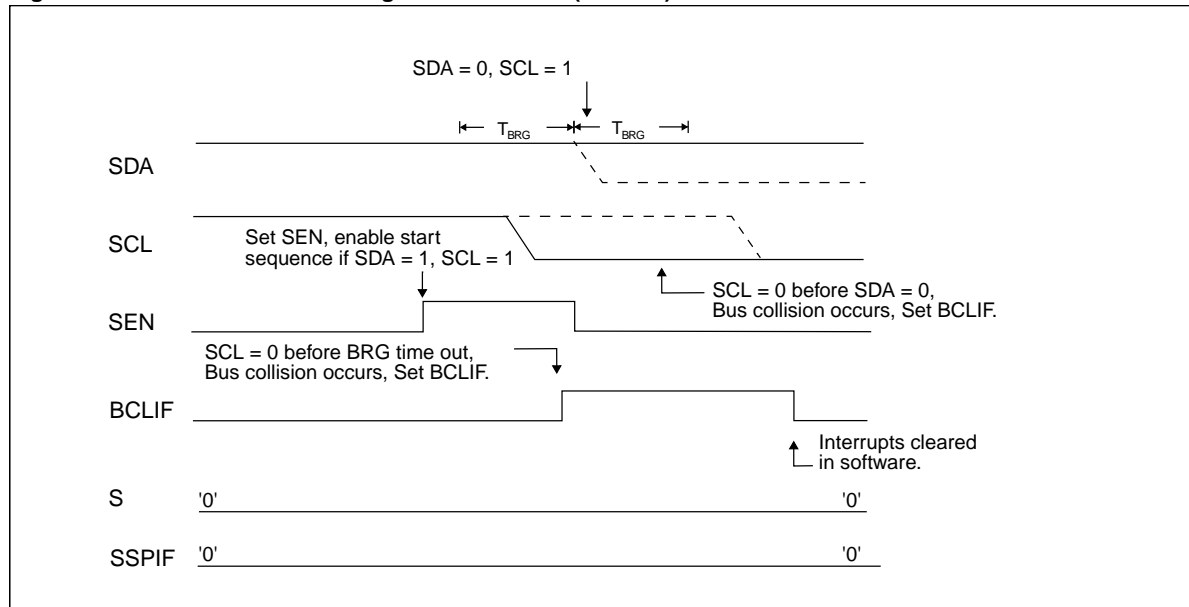 SDA = 0, SCL = 1
TBRG TBRG
SDA
SCL
Set SEN, enable start
sequence if SDA = 1, SCL = 1
SCL = 0 before SDA = 0,
Bus collision occurs, Set BCLIF.
SEN
SCL = 0 before BRG time out,
Bus collision occurs, Set BCLIF.
BCLIF
Interrupts cleared
in software.
S '0' '0'
SSPIF '0' '0'